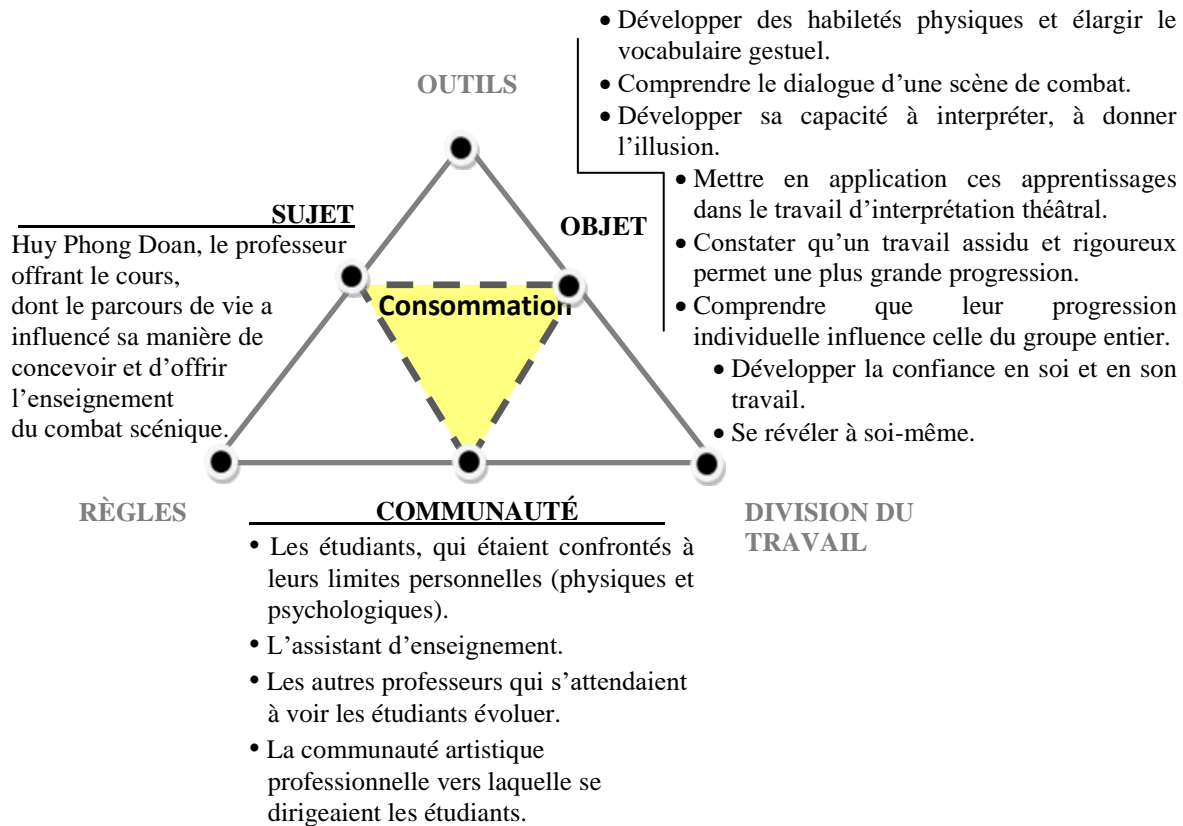 • Développer des habiletés physiques et élargir le
vocabulaire gestuel.
• Comprendre le dialogue d’une scène de combat.
• Développer sa capacité à interpréter, à donner
l’illusion.
• Mettre en application ces apprentissages
dans le travail d’interprétation théâtral.
• Constater qu’un travail assidu et rigoureux
permet une plus grande progression.
• Comprendre que leur progression
individuelle influence celle du groupe entier.
• Développer la confiance en soi et en son
travail.
• Se révéler à soi-même.
OUTILS
SUJET
OBJET
Huy Phong Doan, le professeur
offrant le cours,
dont le parcours de vie a
influencé sa manière de
concevoir et d’offrir
l’enseignement
du combat scénique.
Consommation
RÈGLES
COMMUNAUTÉ
DIVISION DU
TRAVAIL
• Les étudiants, qui étaient confrontés à
leurs limites personnelles (physiques et
psychologiques).
• L’assistant d’enseignement.
• Les autres professeurs qui s’attendaient
à voir les étudiants évoluer.
• La communauté artistique
professionnelle vers laquelle se
dirigeaient les étudiants.